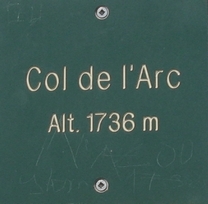 Col de l'Arc
Alt. 1736 m